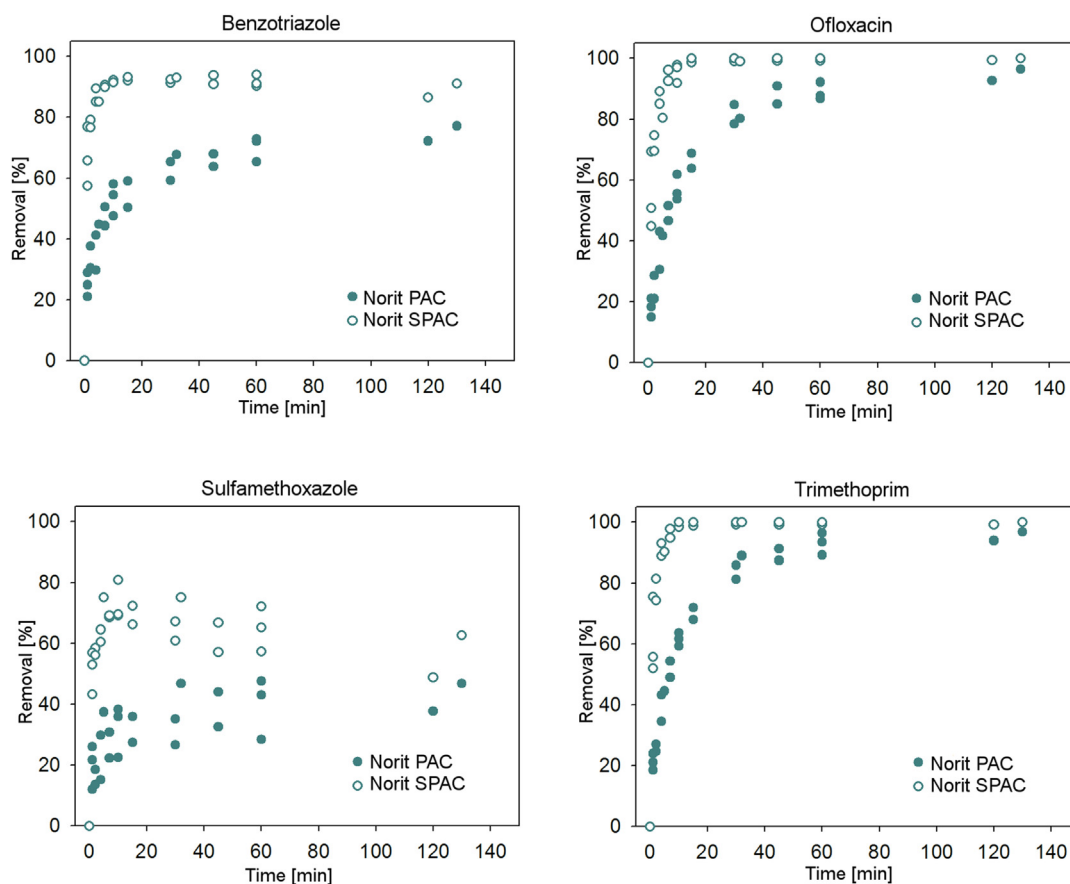 Benzotriazole
100
80
60
40
20
0
Removal [%]
Norit PAC
Norit SPAC
0 20 40 60 80 100 120 140
Time [min]
Ofloxacin
100
80
60
40
20
0
Removal [%]
Norit PAC
Norit SPAC
0 20 40 60 80 100 120 140
Time [min]
Sulfamethoxazole
100
80
60
40
20
0
Removal [%]
Norit PAC
Norit SPAC
0 20 40 60 80 100 120 140
Time [min]
Trimethoprim
100
80
60
40
20
0
Removal [%]
Norit PAC
Norit SPAC
0 20 40 60 80 100 120 140
Time [min]